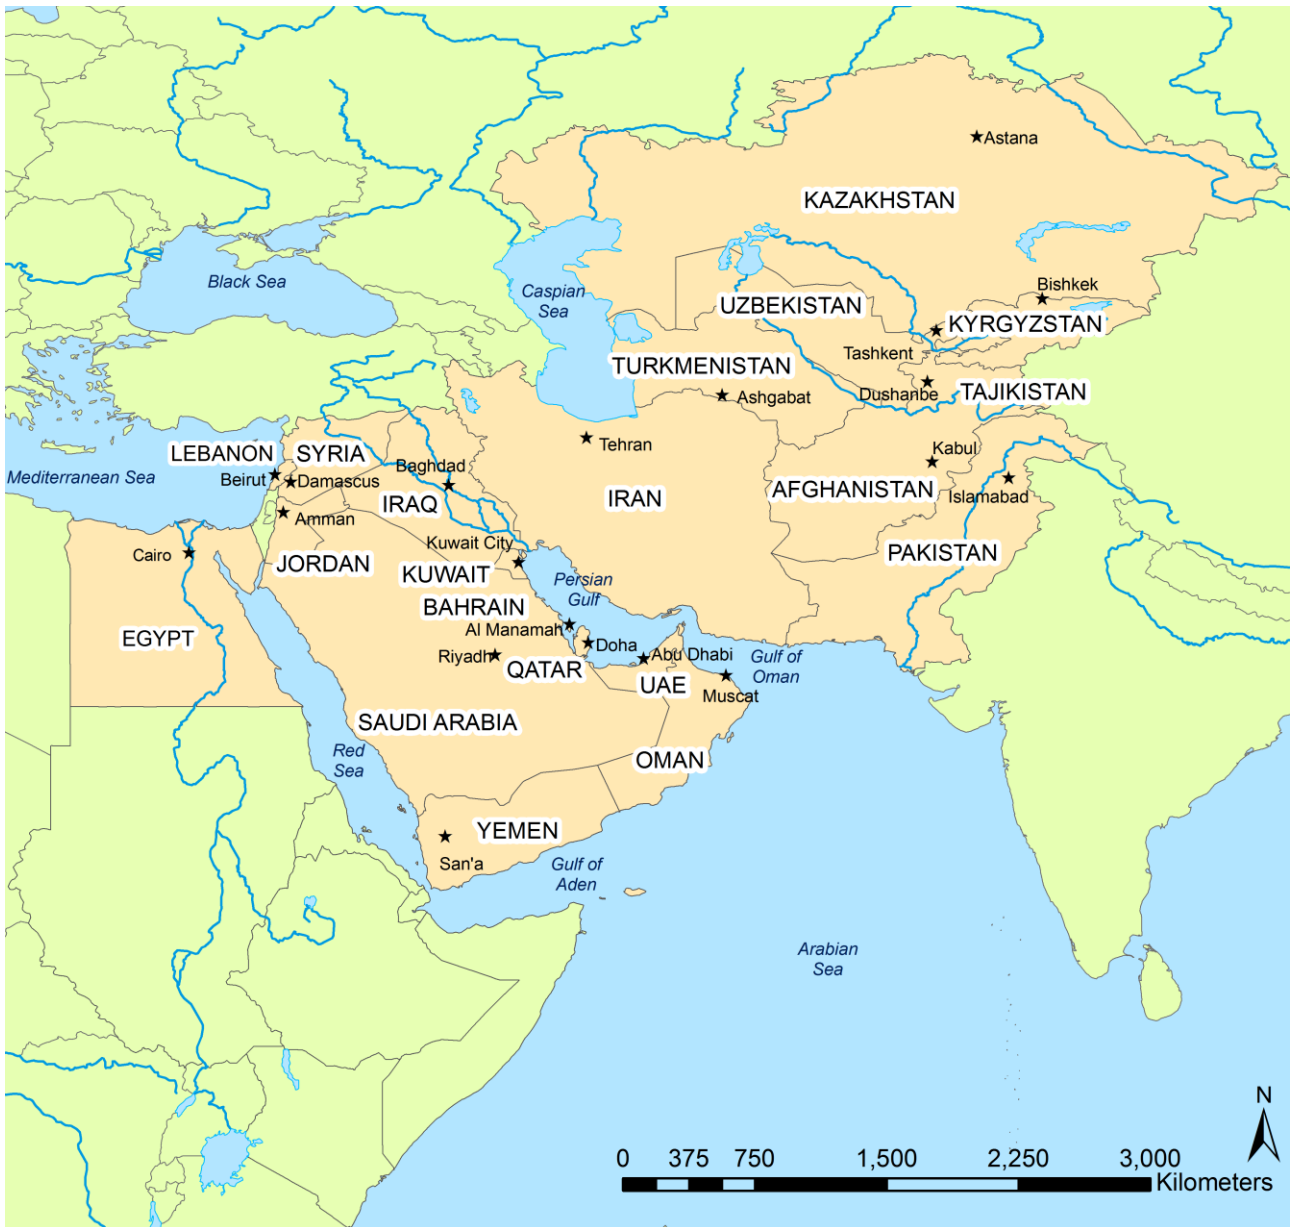 Astana
KAZAKHSTAN
Black Sea
Caspian
Sea
Bishkek
UZBEKISTAN
KYRGYZSTAN
Tashkent
TURKMENISTAN
Dushanbe
TAJIKISTAN
Ashgabat
Tehran
LEBANON
SYRIA
Mediterranean Sea
Beirut
Damascus
Baghdad
Kabul
IRAN
AFGHANISTAN
Islamabad
IRAQ
Amman
Cairo
JORDAN
Kuwait City
KUWAIT
PAKISTAN
Persian
Gulf
BAHRAIN
Al Manamah
EGYPT
Doha
Riyadh
QATAR
Abu Dhabi
Gulf of
Oman
UAE
Muscat
SAUDI ARABIA
Red
Sea
OMAN
YEMEN
San'a
Gulf of
Aden
Arabian
Sea
N
0 375 750 1,500 2,250 3,000
Kilometers